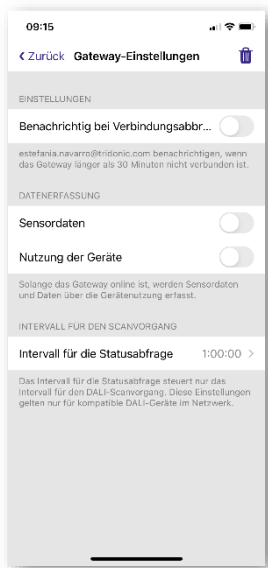 09:15
Zurück Gateway-Einstellungen
EINSTELLUNGEN
Benachrichtig bei Verbindungsabbr...
estefania.navarro@tridonic.com benachrichtigen, wenn
das Gateway länger als 30 Minuten nicht verbunden ist.
DATENERFASSUNG
Sensordaten
Nutzung der Geräte
Solange das Gateway online ist, werden Sensordaten
und Daten über die Gerätenutzung erfasst.
INTERVALL FÜR DEN SCANVORGANG
Intervall für die Statusabfrage 1:00:00
Das Intervall für die Statusabfrage steuert nur das
Intervall für den DALI-Scanvorgang. Diese Einstellungen
gelten nur für kompatible DALI-Geräte im Netzwerk.